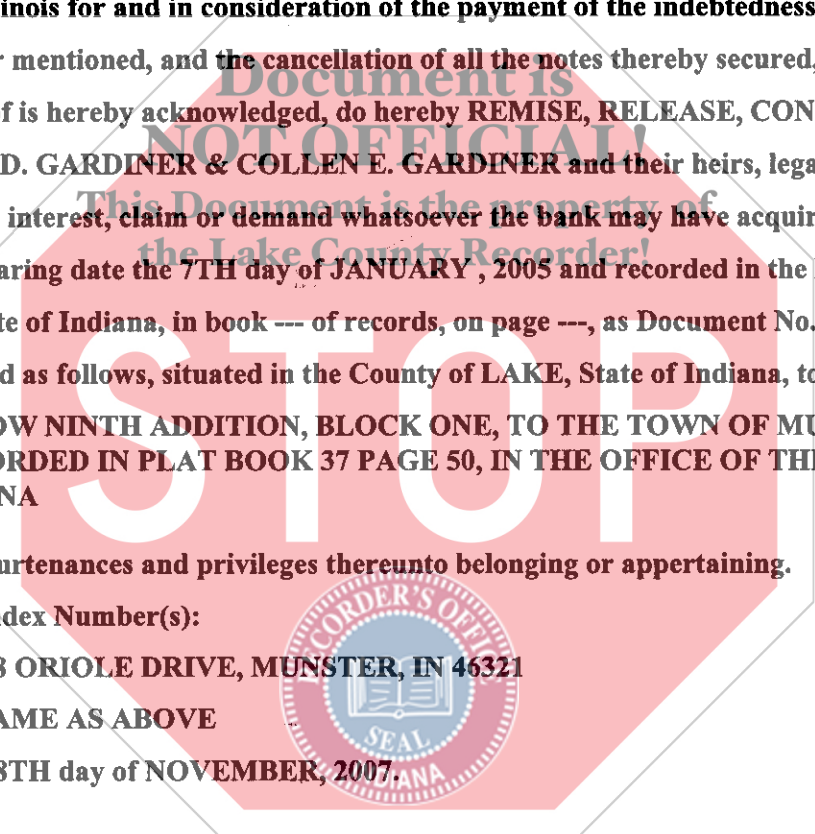 inois for and in consideration of the payment of the indebtedness
r mentioned, and the cancellation of all the notes thereby secured,
Document is
f is hereby acknowledged, do hereby REMISE, RELEASE, CON
NOT OFFICIAL!
D. GARDINER & COLLEN E. GARDINER and their heirs, lega
This Document is the property of
interest, claim or demand whatsoever the bank may have acquir
the Lake County Recorder!
aring date the 7TH day of JANUARY , 2005 and recorded in the
te of Indiana, in book --- of records, on page ---, as Document No.
STOP
d as follows, situated in the County of LAKE, State of Indiana, to
OW NINTH ADDITION, BLOCK ONE, TO THE TOWN OF MU
ORDED IN PLAT BOOK 37 PAGE 50, IN THE OFFICE OF THE
NA
urtenances and privileges thereunto belonging or appertaining.
dex Number(s):
RECORDER'S OFFICE
8 ORIOLE DRIVE, MUNSTER, IN 46321
AME AS ABOVE
SEAL
8TH day of NOVEMBER, 2007.
INDIANA